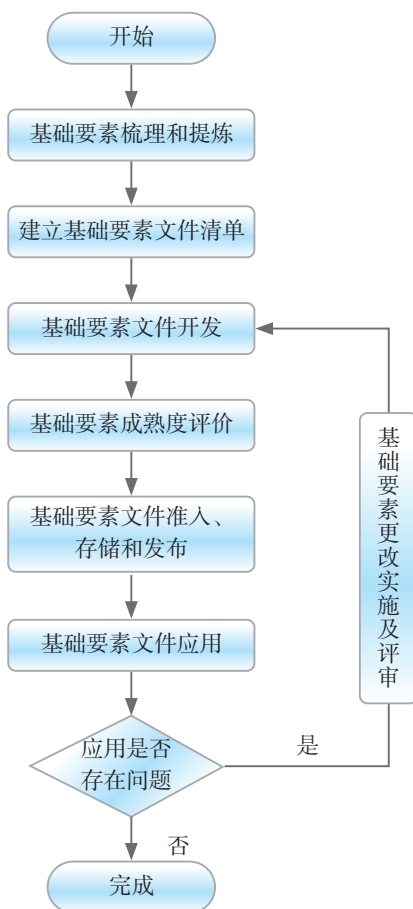 开始
基础要素梳理和提炼
建立基础要素文件清单
基础要素文件开发
基础要素成熟度评价
基础要素文件准入、
存储和发布
基础要素文件应用
应用是否
存在问题
是
基础要素更改实施及评审
否
完成